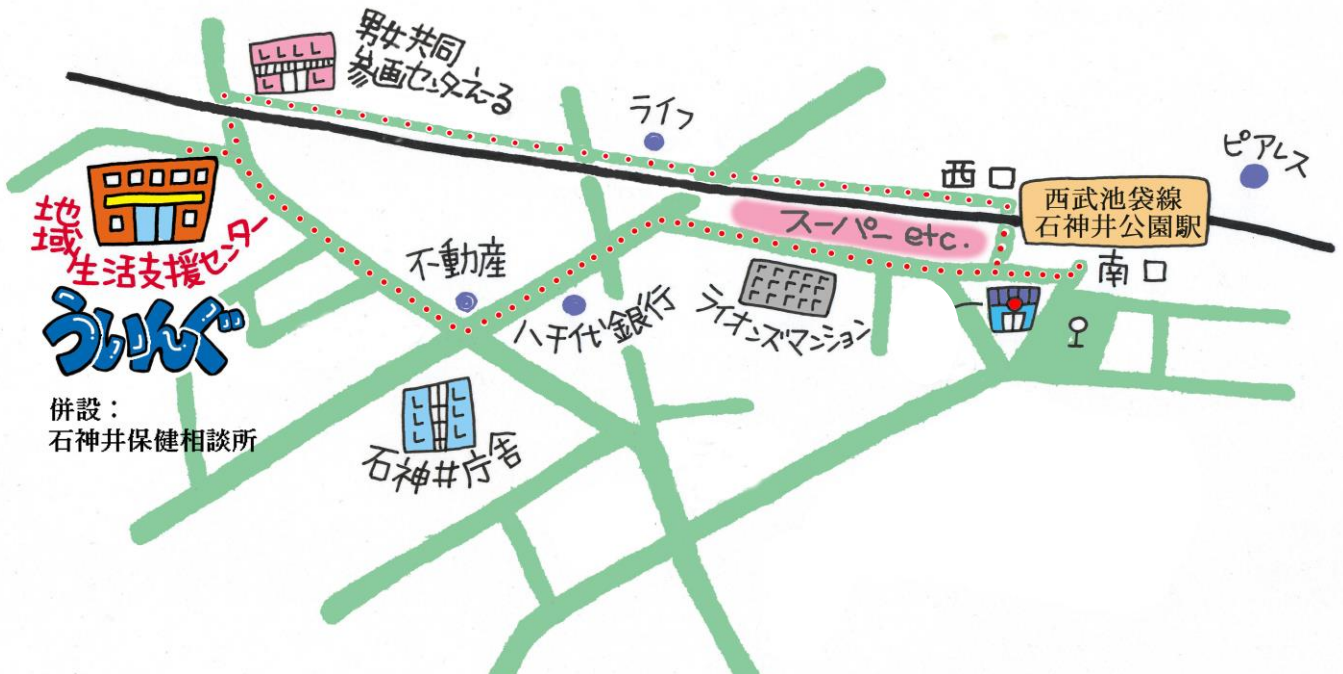 男女共同
参画センターえーる
ライフ
ピアレス
西口
西武池袋線
石神井公園駅
スーパー etc.
南口
地域
生活支援センター
ういんぐ
不動産
八千代銀行
ライオンズマンション
併設：
石神井保健相談所
石神井庁舎